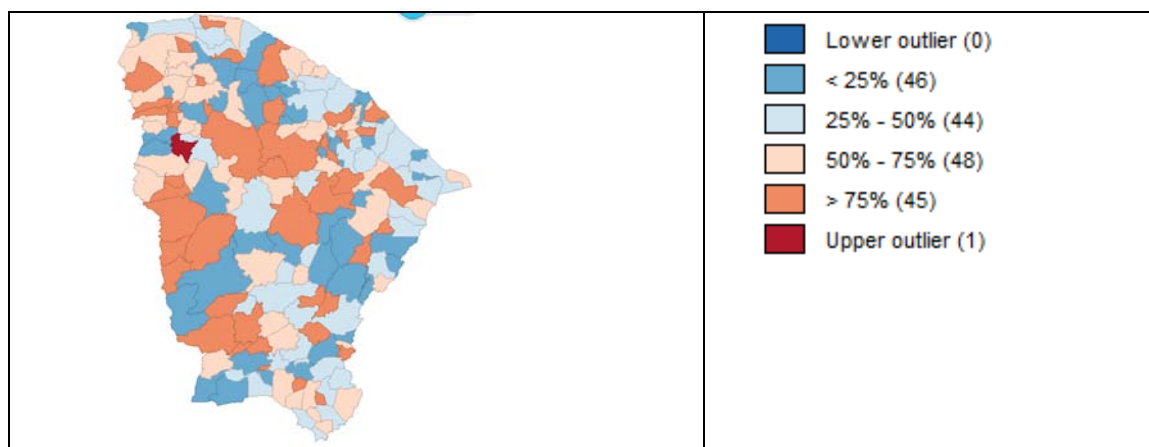 Lower outlier (0)
< 25% (46)
25% - 50% (44)
50% - 75% (48)
> 75% (45)
Upper outlier (1)